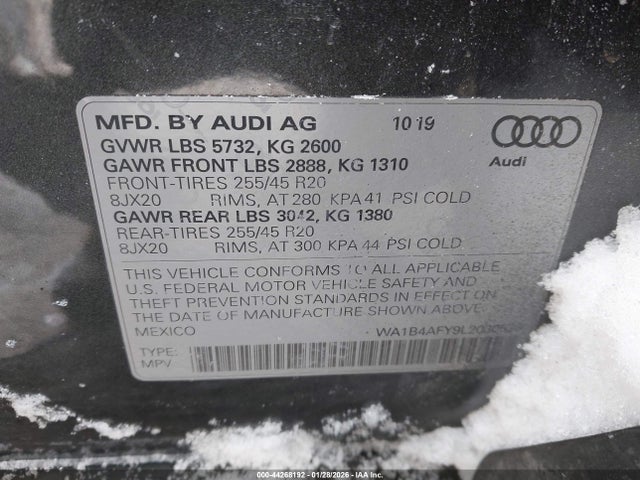 MFD. BY AUDI AG 10 19
GVWR LBS 5732, KG 2600
GAWR FRONT LBS 2888, KG 1310
FRONT-TIRES 255/45 R20
8JX20 RIMS, AT 280 KPA 41 PSI COLD
GAWR REAR LBS 3042, KG 1380
REAR-TIRES 255/45 R20
8JX20 RIMS, AT 300 KPA 44 PSI COLD
Audi
THIS VEHICLE CONFORMS TO ALL APPLICABLE
U.S. FEDERAL MOTOR VEHICLE SAFETY AND
THEFT PREVENTION STANDARDS IN EFFECT ON
THE DATE OF MANUFACTURE SHOWN ABOVE.
MEXICO
TYPE:
MPV
000-44268192 - 01/28/2026 - IAA Inc.